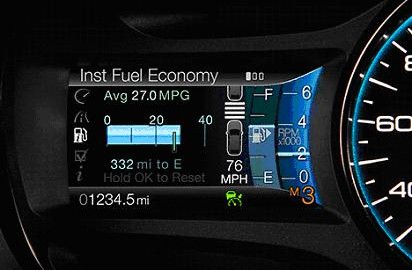 Inst Fuel Economy
Avg 27.0 MPG
0 20 40
332 mi to E
Hold OK to Reset
01234.5 mi
76
MPH
F
E
6
4
2
0
RPM
x1000
M3
80
60
40